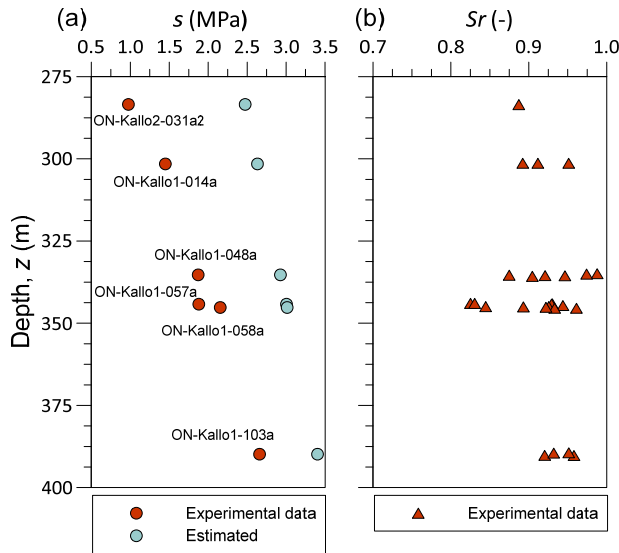 (a) s (MPa) (b) Sr (-)
0.5 1.0 1.5 2.0 2.5 3.0 3.5 0.7 0.8 0.9 1.0
275
ON-Kallo2-031a2
300
ON-Kallo1-014a
325
ON-Kallo1-048a
ON-Kallo1-057a
ON-Kallo1-058a
350
375
ON-Kallo1-103a
400
Depth, z (m)
Experimental data
Estimated
Experimental data